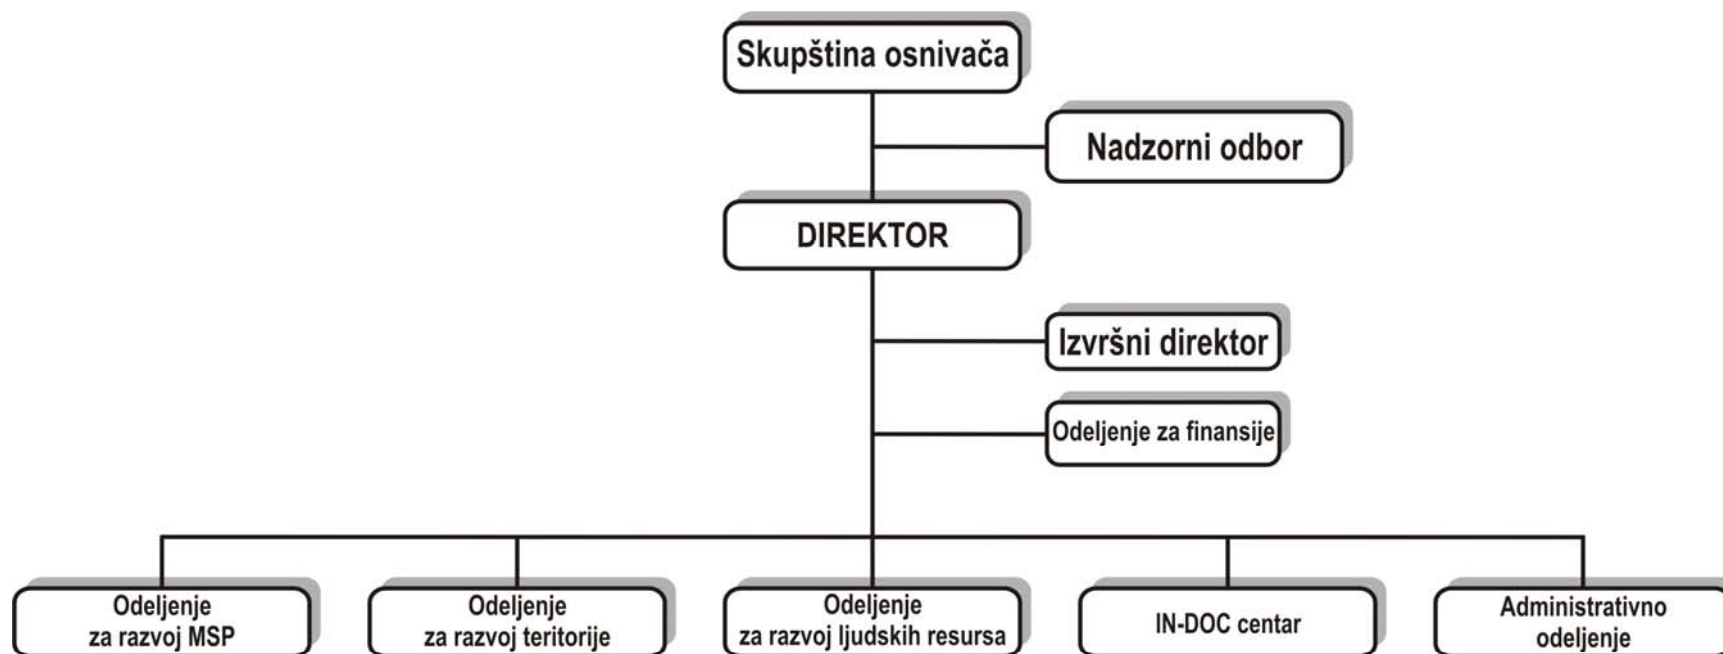 Skupština osnivača
Nadzorni odbor
DIREKTOR
Izvršni direktor
Odeljenje za finansije
Odeljenje
za razvoj MSP
Odeljenje
za razvoj teritorije
Odeljenje
za razvoj ljudskih resursa
IN-DOC centar
Administrativno
odeljenje